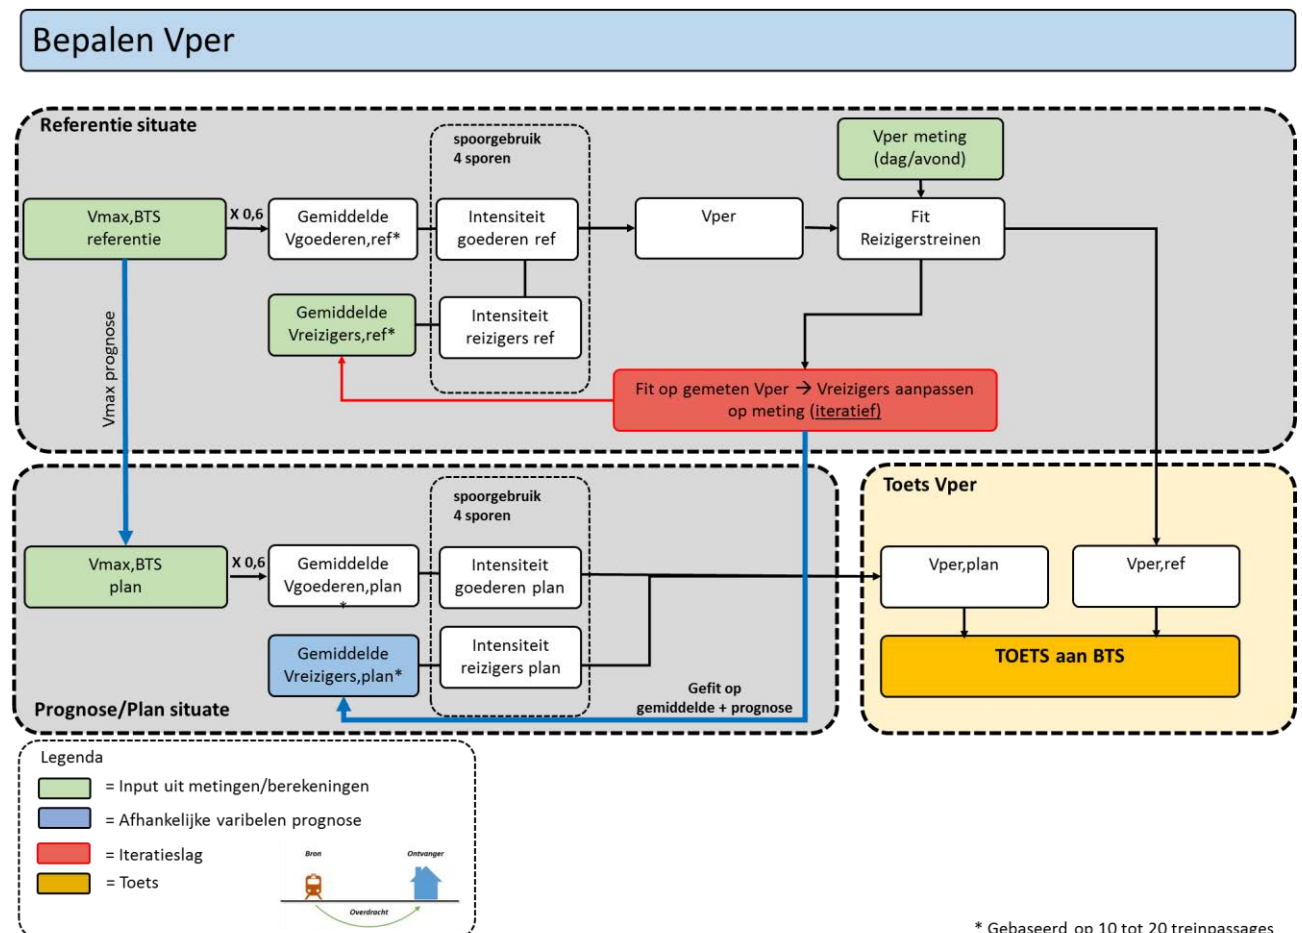 Bepalen Vper
Referentie situate
spoorgebruik
4 sporen
Vper meting
(dag/avond)
Vmax,BTS
referentie
X 0,6
Gemiddelde
Vgoederen,ref*
Intensiteit
goederen ref
Vper
Fit
Reizigerstreinen
Gemiddelde
Vreizigers,ref*
Intensiteit
reizigers ref
Vmax prognose
Fit op gemeten Vper → Vreizigers aanpassen
op meting (iteratief)
spoorgebruik
4 sporen
Toets Vper
Vmax,BTS
plan
X 0,6
Gemiddelde
Vgoederen,plan
*
Intensiteit
goederen plan
Vper,plan
Vper,ref
Gemiddelde
Vreizigers,plan*
Intensiteit
reizigers plan
TOETS aan BTS
Gefit op
gemiddelde + prognose
Prognose/Plan situate
Legenda
= Input uit metingen/berekeningen
= Afhankelijke varibelen prognose
= Iteratieslag
= Toets
Bron
Ontvanger
Overdracht
* Gebaseerd op 10 tot 20 treinpassages